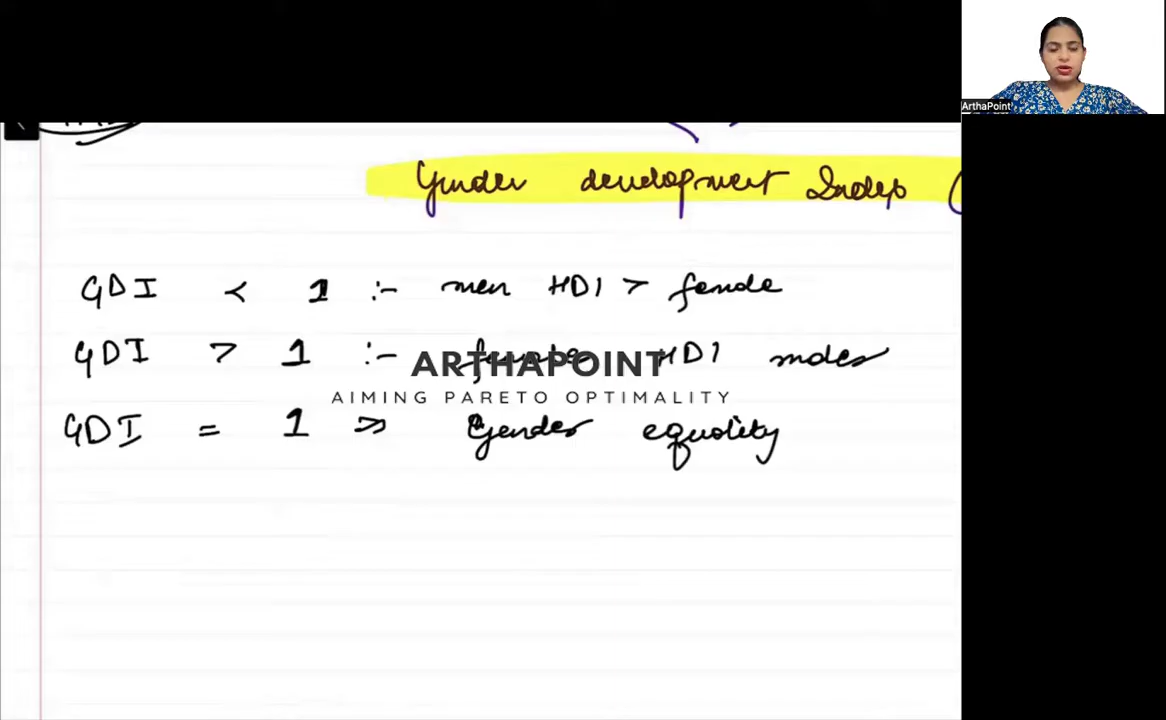 ArthaPoint
Gender development Index (
GDI < 1 :- men HDI > female
GDI > 1 :- females HDI males
ARTHAPOINT
AIMING PARETO OPTIMALITY
GDI = 1 => Gender equality